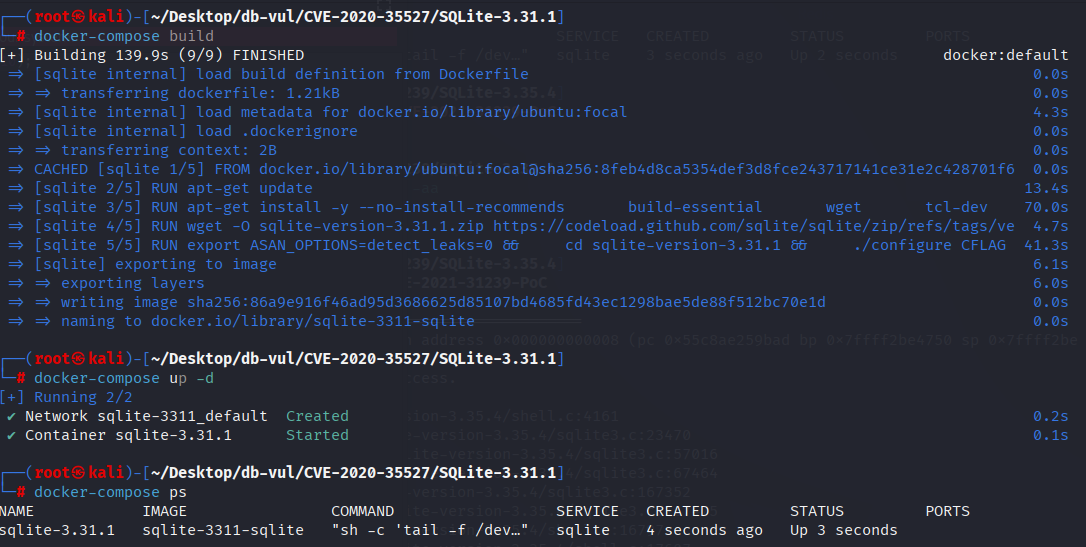 ┌──(root㉿kali)-[~/Desktop/db-vul/CVE-2020-35527/SQLite-3.31.1]
└─# docker-compose build
[+] Building 139.9s (9/9) FINISHED docker:default
=> [sqlite internal] load build definition from Dockerfile 0.0s
=> => transferring dockerfile: 1.21kB 0.0s
=> [sqlite internal] load metadata for docker.io/library/ubuntu:focal 4.3s
=> [sqlite internal] load .dockerignore 0.0s
=> => transferring context: 2B 0.0s
=> CACHED [sqlite 1/5] FROM docker.io/library/ubuntu:focal@sha256:8feb4d8ca5354def3d8fce243717141ce31e2c428701f6 0.0s
=> [sqlite 2/5] RUN apt-get update 13.4s
=> [sqlite 3/5] RUN apt-get install -y --no-install-recommends build-essential wget tcl-dev 70.0s
=> [sqlite 4/5] RUN wget -O sqlite-version-3.31.1.zip https://codeload.github.com/sqlite/sqlite/zip/refs/tags/ve 4.7s
=> [sqlite 5/5] RUN export ASAN_OPTIONS=detect_leaks=0 && cd sqlite-version-3.31.1 && ./configure CFLAG 41.3s
=> [sqlite] exporting to image 6.1s
=> => exporting layers 6.0s
=> => writing image sha256:86a9e916f46ad95d3686625d85107bd4685fd43ec1298bae5de88f512bc70e1d 0.0s
=> => naming to docker.io/library/sqlite-3311-sqlite 0.0s
┌──(root㉿kali)-[~/Desktop/db-vul/CVE-2020-35527/SQLite-3.31.1]
└─# docker-compose up -d
[+] Running 2/2
✔ Network sqlite-3311_default Created 0.2s
✔ Container sqlite-3.31.1 Started 0.1s
┌──(root㉿kali)-[~/Desktop/db-vul/CVE-2020-35527/SQLite-3.31.1]
└─# docker-compose ps
NAME IMAGE COMMAND SERVICE CREATED STATUS PORTS
sqlite-3.31.1 sqlite-3311-sqlite "sh -c 'tail -f /dev…" sqlite 4 seconds ago Up 3 seconds